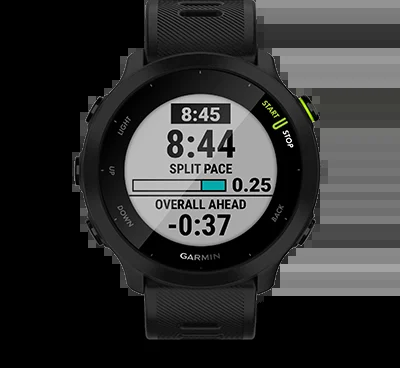 8:45
8:44
SPLIT PACE
0.25
OVERALL AHEAD
-0:37
GARMIN
LIGHT
UP
DOWN
START
STOP
BACK